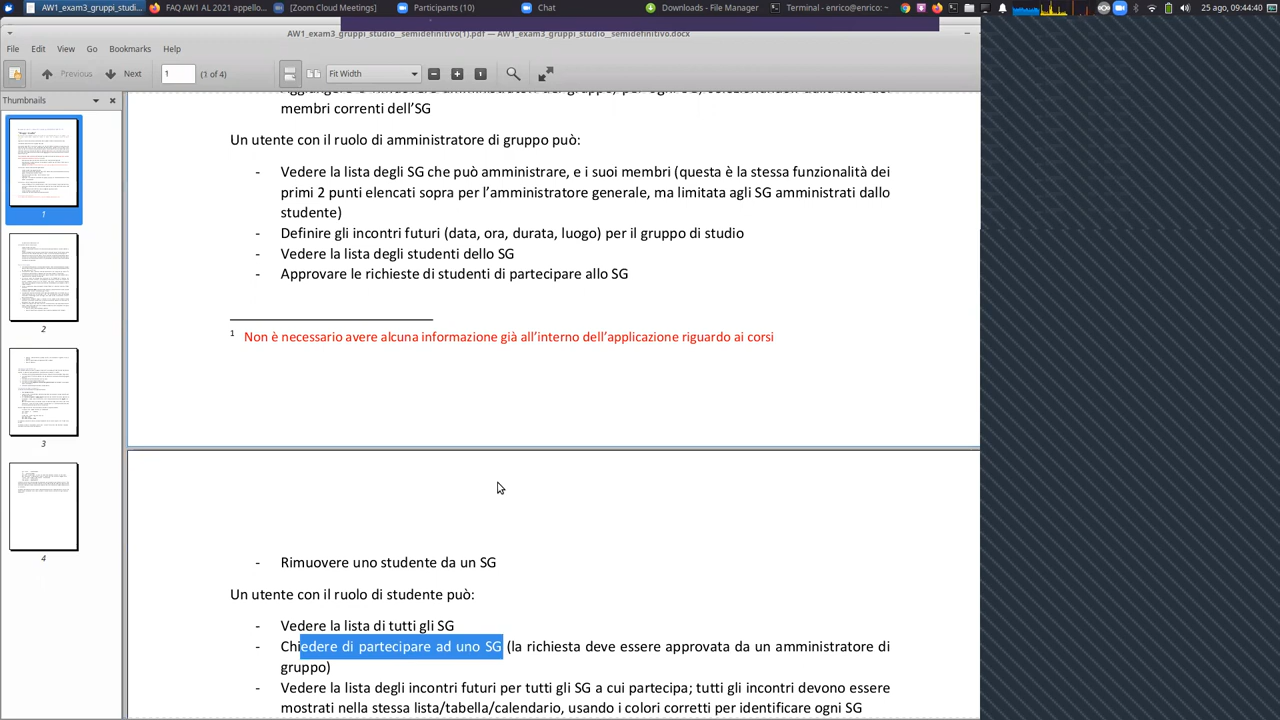 AW1_exam3_gruppi_studi...
FAQ AW1 AL 2021 appello...
[Zoom Cloud Meetings]
Participants (10)
Chat
Downloads - File Manager
Terminal - enrico@enrico: ~
25 ago, 09:44:40
AW1_exam3_gruppi_studio__semidefinitivo(1).pdf — AW1_exam3_gruppi_studio__semidefinitivo.docx
File Edit View Go Bookmarks Help
Previous Next 1 (1 of 4) Fit Width
Thumbnails
1
2
3
4
membri correnti dell’SG
Un utente con il ruolo di amministratore di gruppo può:
- Vedere la lista degli SG che può amministrare, e i suoi membri (questa è la stessa funzionalità dei
primi 2 punti elencati sopra per l’amministratore generale, ma limitata agli SG amministrati dallo
studente)
- Definire gli incontri futuri (data, ora, durata, luogo) per il gruppo di studio
- Vedere la lista degli studenti dello SG
- Approvare le richieste di studenti di partecipare allo SG
1 Non è necessario avere alcuna informazione già all’interno dell’applicazione riguardo ai corsi
- Rimuovere uno studente da un SG
Un utente con il ruolo di studente può:
- Vedere la lista di tutti gli SG
- Chiedere di partecipare ad uno SG (la richiesta deve essere approvata da un amministratore di
gruppo)
- Vedere la lista degli incontri futuri per tutti gli SG a cui partecipa; tutti gli incontri devono essere
mostrati nella stessa lista/tabella/calendario, usando i colori corretti per identificare ogni SG